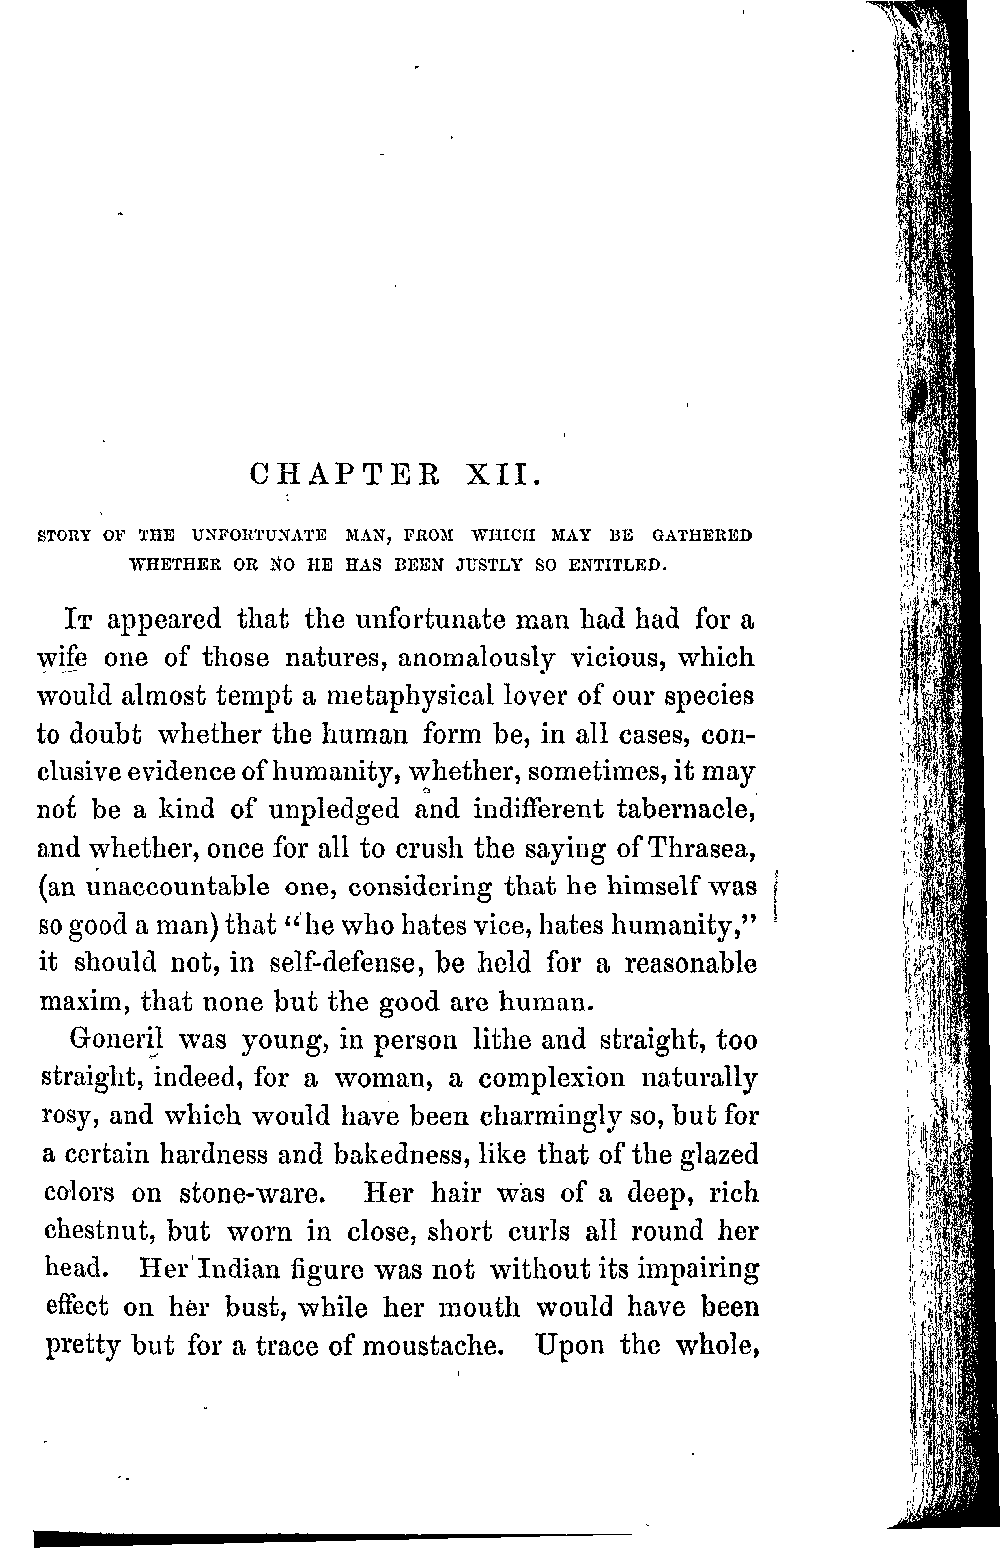 CHAPTER XII.
STORY OF THE UNFORTUNATE MAN, FROM WHICH MAY BE GATHERED
WHETHER OR NO HE HAS BEEN JUSTLY SO ENTITLED.
IT appeared that the unfortunate man had had for a
wife one of those natures, anomalously vicious, which
would almost tempt a metaphysical lover of our species
to doubt whether the human form be, in all cases, con-
clusive evidence of humanity, whether, sometimes, it may
not be a kind of unpledged and indifferent tabernacle,
and whether, once for all to crush the saying of Thrasea,
(an unaccountable one, considering that he himself was
so good a man) that “he who hates vice, hates humanity,”
it should not, in self-defense, be held for a reasonable
maxim, that none but the good are human.
Goneril was young, in person lithe and straight, too
straight, indeed, for a woman, a complexion naturally
rosy, and which would have been charmingly so, but for
a certain hardness and bakedness, like that of the glazed
colors on stone-ware. Her hair was of a deep, rich
chestnut, but worn in close, short curls all round her
head. Her Indian figure was not without its impairing
effect on her bust, while her mouth would have been
pretty but for a trace of moustache. Upon the whole,